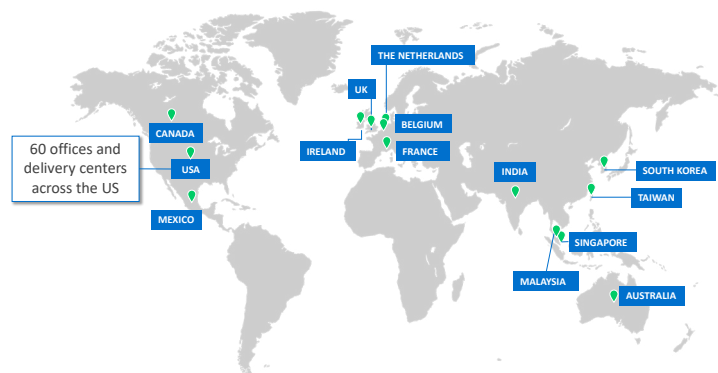 THE NETHERLANDS
UK
CANADA
BELGIUM
60 offices and
delivery centers
across the US
IRELAND
FRANCE
USA
INDIA
SOUTH KOREA
TAIWAN
MEXICO
SINGAPORE
MALAYSIA
AUSTRALIA